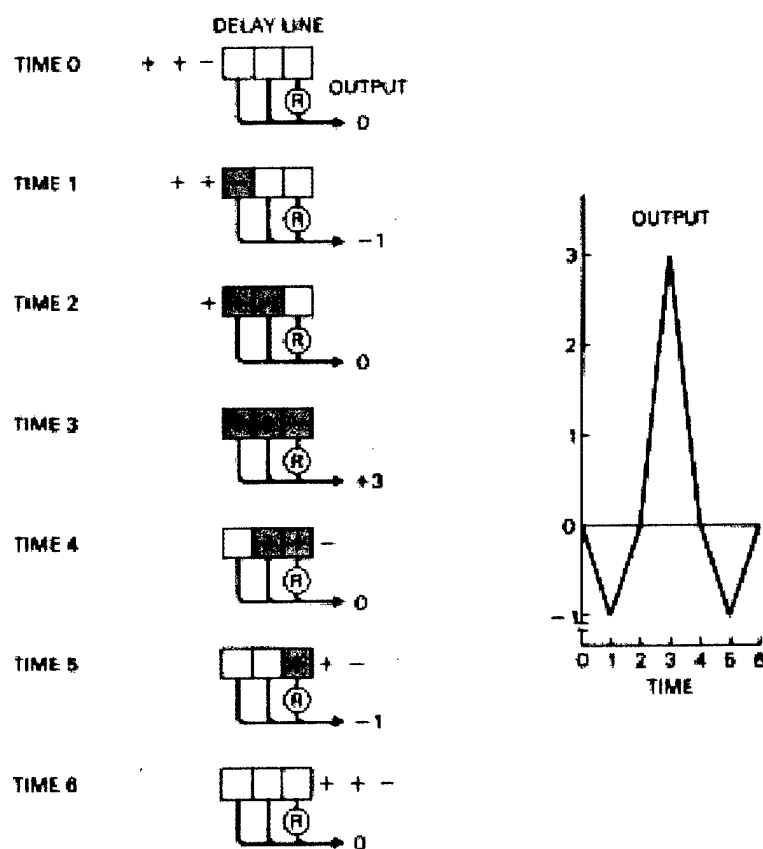 DELAY LINE
TIME 0 + + - OUTPUT
R
0
TIME 1 + +
R
-1
TIME 2 +
R
0
TIME 3
R
+3
TIME 4 -
R
0
TIME 5 + -
R
-1
TIME 6 + + -
R
0
OUTPUT
3
2
1
0
-1
0 1 2 3 4 5 6
TIME